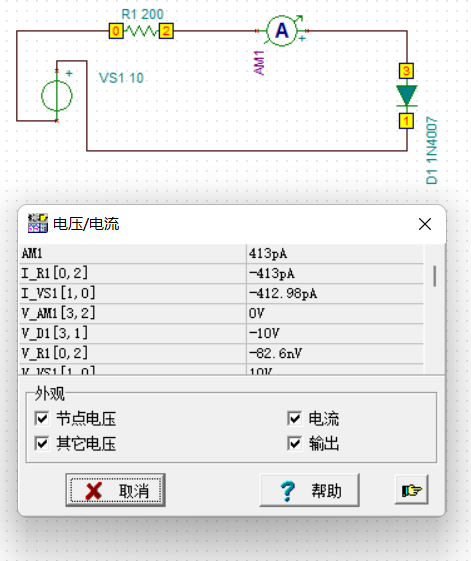 R1 200
0
2
A
+
AM1
+
VS1 10
3
1
D1 1N4007
电压/电流
AM1 413pA
I_R1[0,2] -413pA
I_VS1[1,0] -412.98pA
V_AM1[3,2] 0V
V_D1[3,1] -10V
V_R1[0,2] -82.6nV
V_VS1[1,0] 10V
外观
节点电压 电流
其它电压 输出
取消 ? 帮助